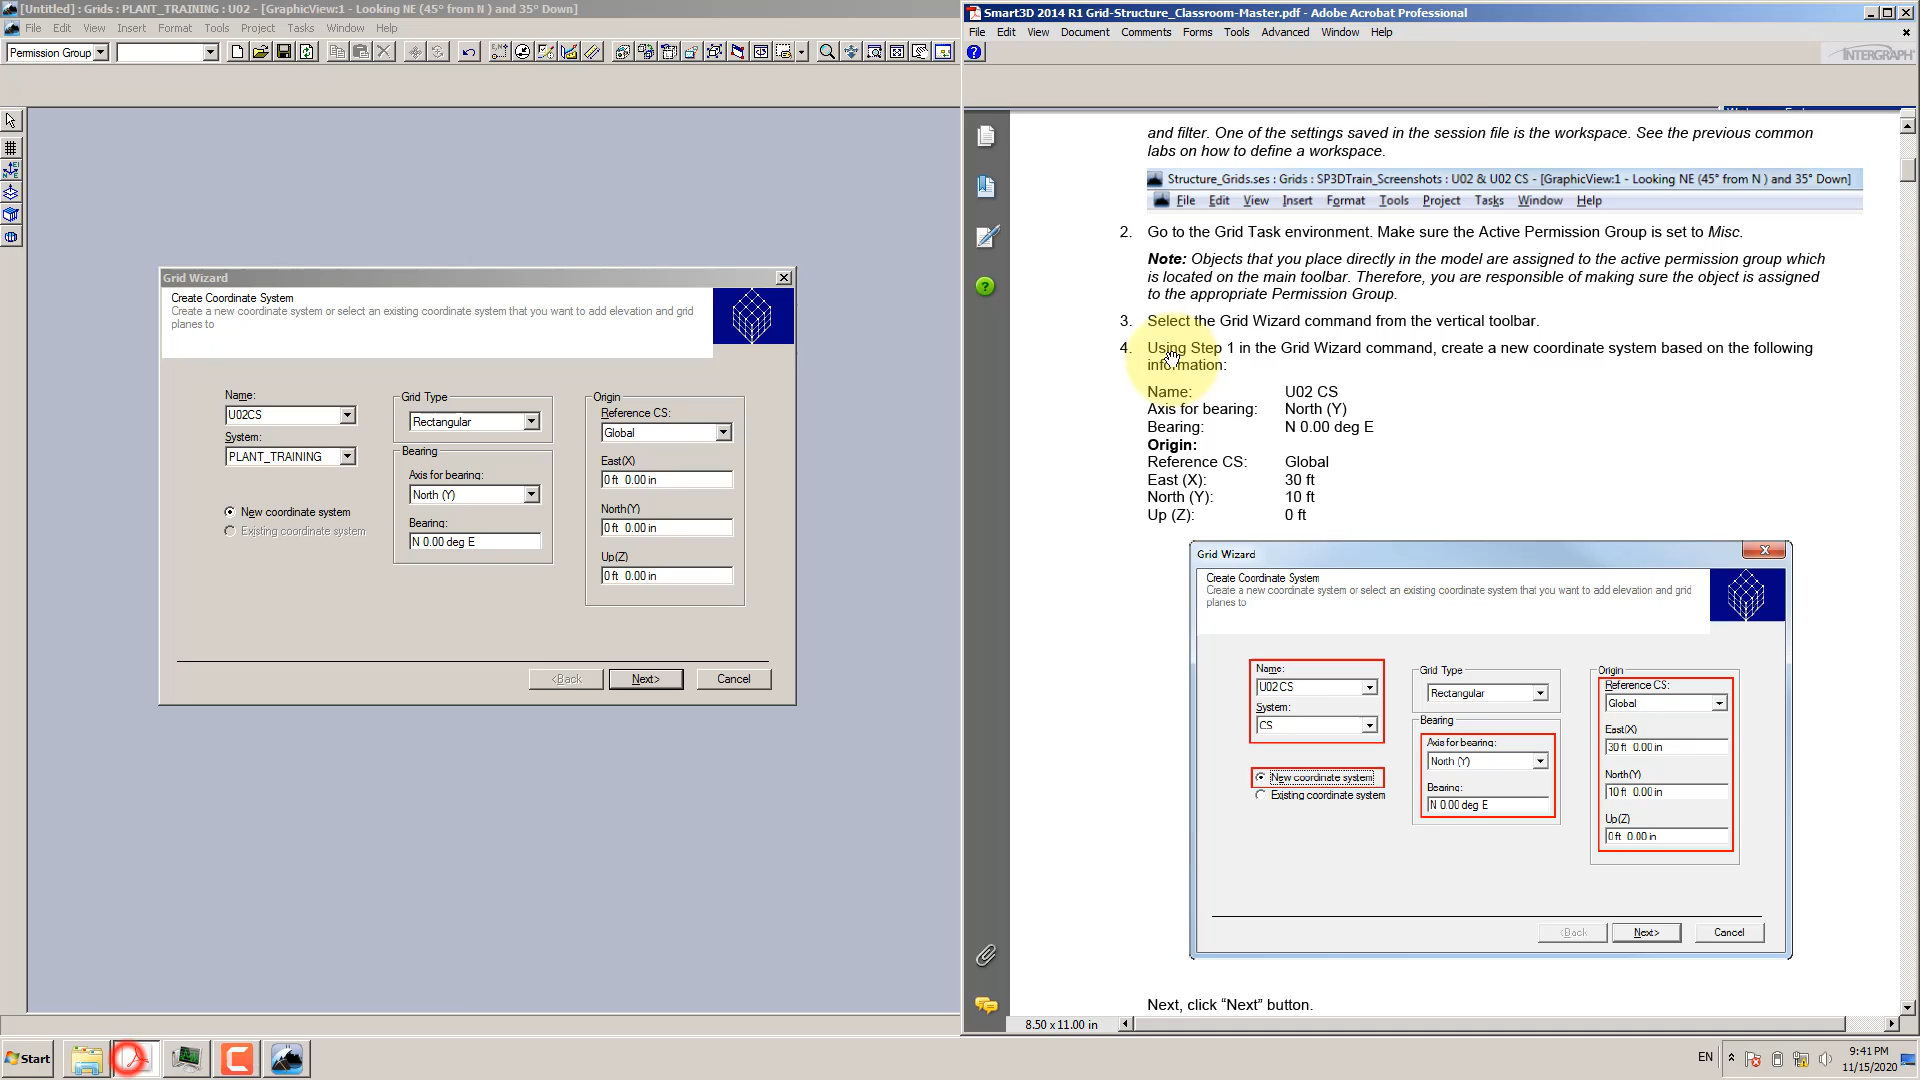 [Untitled] : Grids : PLANT_TRAINING : U02 - [GraphicView:1 - Looking NE (45° from N ) and 35° Down]
File Edit View Insert Format Tools Project Tasks Window Help
Permission Group
Grid Wizard
Create Coordinate System
Create a new coordinate system or select an existing coordinate system that you want to add elevation and grid
planes to
Name:
U02CS
System:
PLANT_TRAINING
New coordinate system
Existing coordinate system
Grid Type
Rectangular
Bearing
Axis for bearing:
North (Y)
Bearing:
N 0.00 deg E
Origin
Reference CS:
Global
East(X)
0 ft 0.00 in
North(Y)
0 ft 0.00 in
Up(Z)
0 ft 0.00 in
<Back
Next>
Cancel
Smart3D 2014 R1 Grid-Structure_Classroom-Master.pdf - Adobe Acrobat Professional
File Edit View Document Comments Forms Tools Advanced Window Help
INTERGRAPH
and filter. One of the settings saved in the session file is the workspace. See the previous common
labs on how to define a workspace.
Structure_Grids.ses : Grids : SP3DTrain_Screenshots : U02 & U02 CS - [GraphicView:1 - Looking NE (45° from N ) and 35° Down]
File Edit View Insert Format Tools Project Tasks Window Help
2. Go to the Grid Task environment. Make sure the Active Permission Group is set to Misc.
Note: Objects that you place directly in the model are assigned to the active permission group which
is located on the main toolbar. Therefore, you are responsible of making sure the object is assigned
to the appropriate Permission Group.
3. Select the Grid Wizard command from the vertical toolbar.
4. Using Step 1 in the Grid Wizard command, create a new coordinate system based on the following
information:
Name: U02 CS
Axis for bearing: North (Y)
Bearing: N 0.00 deg E
Origin:
Reference CS: Global
East (X): 30 ft
North (Y): 10 ft
Up (Z): 0 ft
Grid Wizard
Create Coordinate System
Create a new coordinate system or select an existing coordinate system that you want to add elevation and grid
planes to
Name:
U02 CS
System:
CS
New coordinate system
Existing coordinate system
Grid Type
Rectangular
Bearing
Axis for bearing:
North (Y)
Bearing:
N 0.00 deg E
Origin
Reference CS:
Global
East(X)
30 ft 0.00 in
North(Y)
10 ft 0.00 in
Up(Z)
0 ft 0.00 in
<Back
Next>
Cancel
Next, click “Next” button.
8.50 x 11.00 in
Start
EN
9:41 PM
11/15/2020